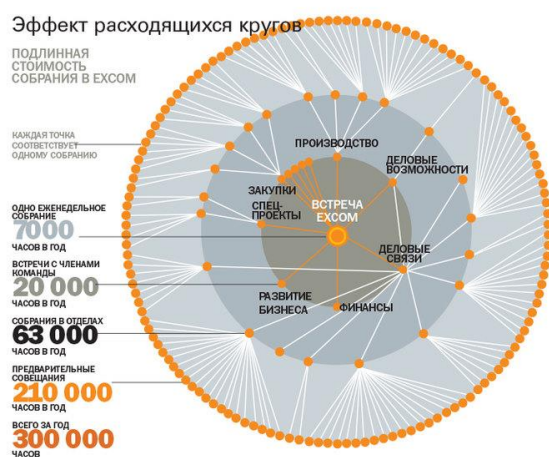 Эффект расходящихся кругов
ПОДЛИННАЯ
СТОИМОСТЬ
СОБРАНИЯ В EXCOM
КАЖДАЯ ТОЧКА
СООТВЕТСТВУЕТ
ОДНОМУ СОБРАНИЮ
ОДНО ЕЖЕНЕДЕЛЬНОЕ
СОБРАНИЕ
7000
ЧАСОВ В ГОД
ВСТРЕЧИ С ЧЛЕНАМИ
КОМАНДЫ
20 000
ЧАСОВ В ГОД
СОБРАНИЯ В ОТДЕЛАХ
63 000
ЧАСОВ В ГОД
ПРЕДВАРИТЕЛЬНЫЕ
СОВЕЩАНИЯ
210 000
ЧАСОВ В ГОД
ВСЕГО ЗА ГОД
300 000
ЧАСОВ
ПРОИЗВОДСТВО
ДЕЛОВЫЕ
ВОЗМОЖНОСТИ
ЗАКУПКИ
ВСТРЕЧА
EXCOM
СПЕЦ-
ПРОЕКТЫ
ДЕЛОВЫЕ
СВЯЗИ
РАЗВИТИЕ
БИЗНЕСА
ФИНАНСЫ